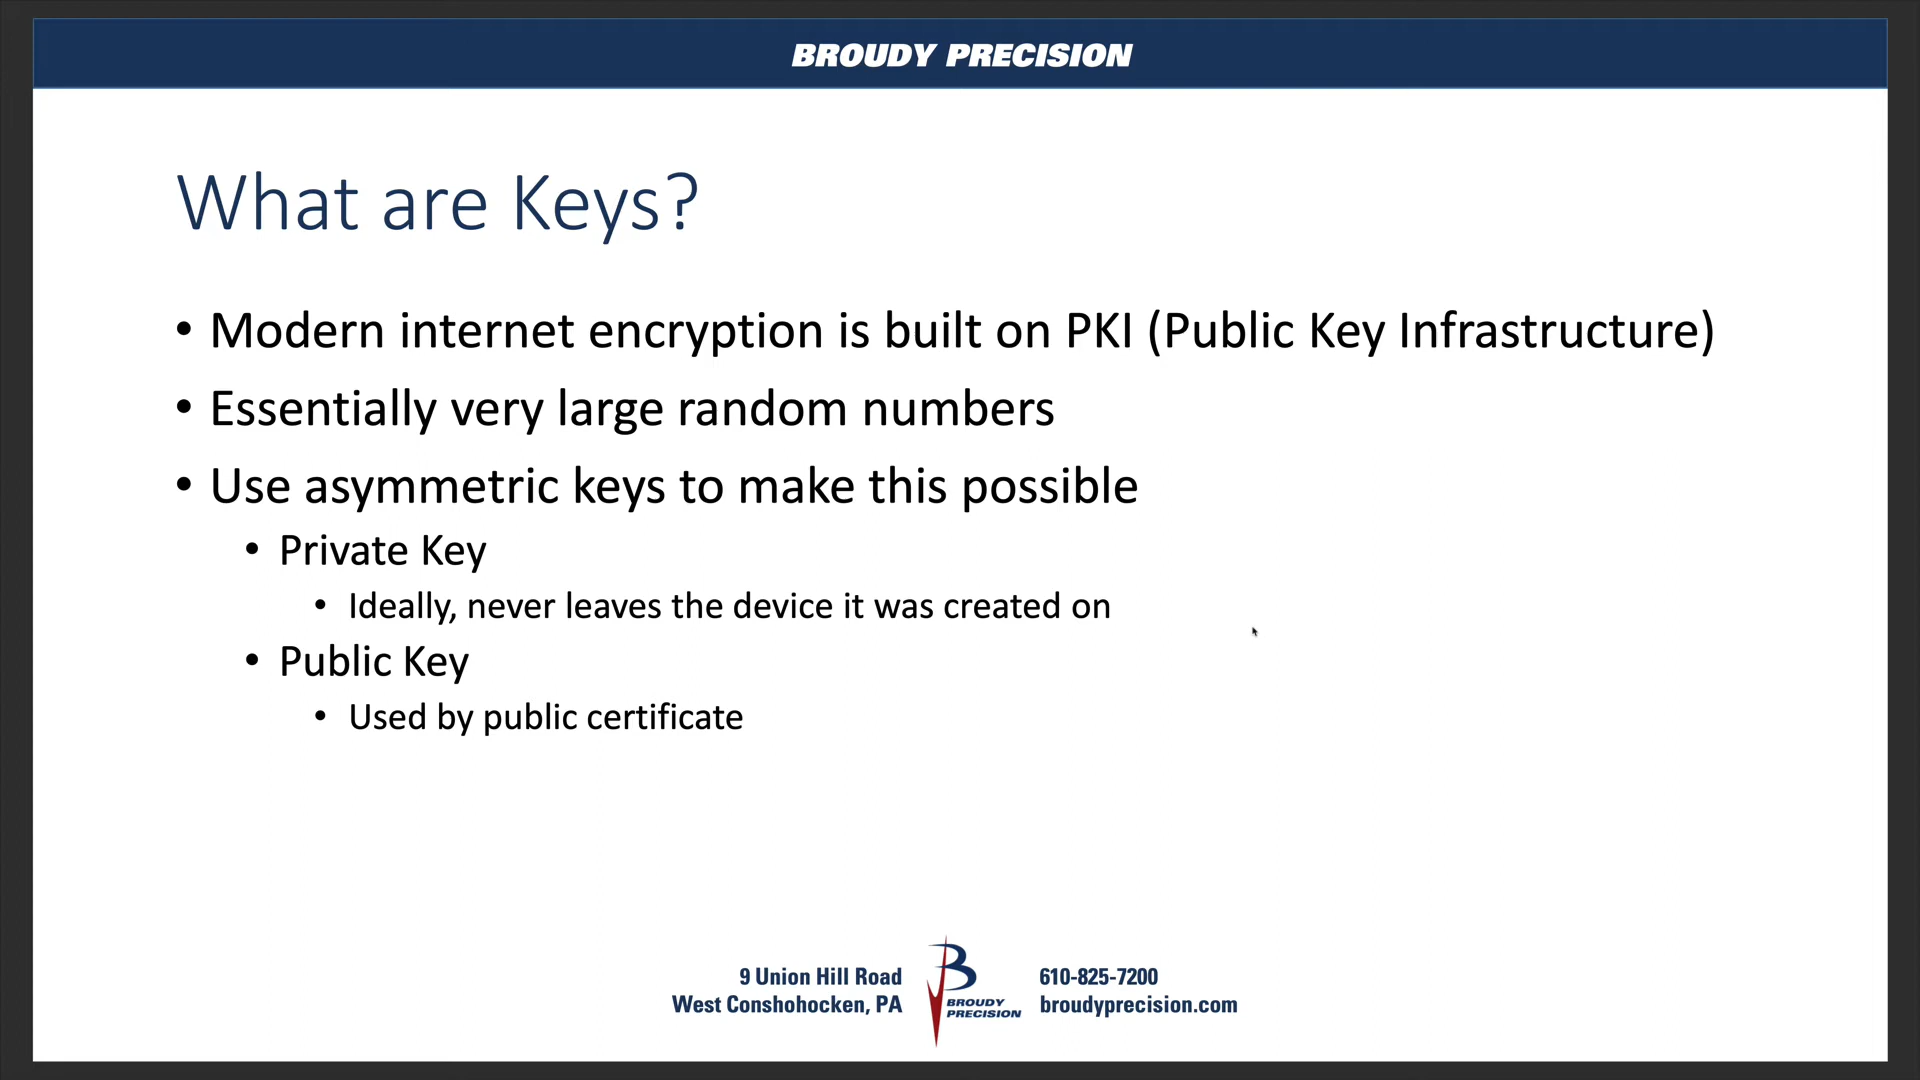 BROUDY PRECISION
What are Keys?
• Modern internet encryption is built on PKI (Public Key Infrastructure)
• Essentially very large random numbers
• Use asymmetric keys to make this possible
• Private Key
• Ideally, never leaves the device it was created on
• Public Key
• Used by public certificate
9 Union Hill Road
West Conshohocken, PA
B
BROUDY
PRECISION
610-825-7200
broudyprecision.com